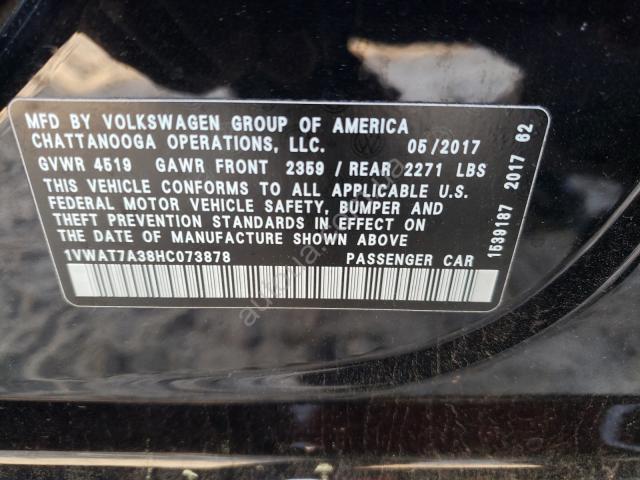 MFD BY VOLKSWAGEN GROUP OF AMERICA
CHATTANOOGA OPERATIONS, LLC. 05/2017
GVWR 4519 GAWR FRONT 2359 / REAR 2271 LBS
THIS VEHICLE CONFORMS TO ALL APPLICABLE U.S.
FEDERAL MOTOR VEHICLE SAFETY, BUMPER AND
THEFT PREVENTION STANDARDS IN EFFECT ON
THE DATE OF MANUFACTURE SHOWN ABOVE
1VWAT7A38HC073878 PASSENGER CAR
1639187 2017 62